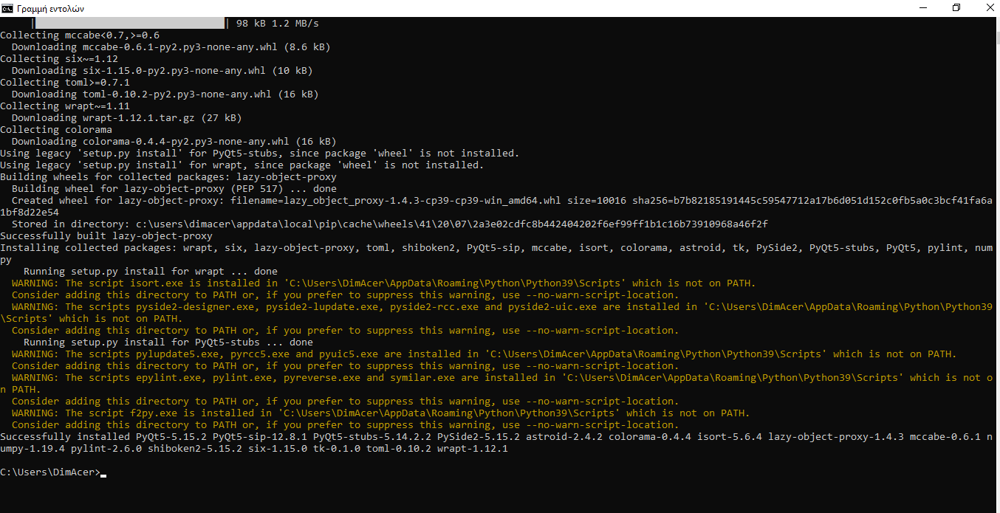 Γραμμή εντολών
| | 98 kB 1.2 MB/s
Collecting mccabe<0.7,>=0.6
Downloading mccabe-0.6.1-py2.py3-none-any.whl (8.6 kB)
Collecting six~=1.12
Downloading six-1.15.0-py2.py3-none-any.whl (10 kB)
Collecting toml>=0.7.1
Downloading toml-0.10.2-py2.py3-none-any.whl (16 kB)
Collecting wrapt~=1.11
Downloading wrapt-1.12.1.tar.gz (27 kB)
Collecting colorama
Downloading colorama-0.4.4-py2.py3-none-any.whl (16 kB)
Using legacy 'setup.py install' for PyQt5-stubs, since package 'wheel' is not installed.
Using legacy 'setup.py install' for wrapt, since package 'wheel' is not installed.
Building wheels for collected packages: lazy-object-proxy
Building wheel for lazy-object-proxy (PEP 517) ... done
Created wheel for lazy-object-proxy: filename=lazy_object_proxy-1.4.3-cp39-cp39-win_amd64.whl size=10016 sha256=b7b82185191445c59547712a17b6d051d152c0fb5a0c3bcf41fa6a
1bf8d22e54
Stored in directory: c:\users\dimacer\appdata\local\pip\cache\wheels\41\20\07\2a3e02cdfc8b442404202f6ef99ff1b1c16b73910968a46f2f
Successfully built lazy-object-proxy
Installing collected packages: wrapt, six, lazy-object-proxy, toml, shiboken2, PyQt5-sip, mccabe, isort, colorama, astroid, tk, PySide2, PyQt5-stubs, PyQt5, pylint, num
py
Running setup.py install for wrapt ... done
WARNING: The script isort.exe is installed in 'C:\Users\DimAcer\AppData\Roaming\Python\Python39\Scripts' which is not on PATH.
Consider adding this directory to PATH or, if you prefer to suppress this warning, use --no-warn-script-location.
WARNING: The scripts pyside2-designer.exe, pyside2-lupdate.exe, pyside2-rcc.exe and pyside2-uic.exe are installed in 'C:\Users\DimAcer\AppData\Roaming\Python\Python39
\Scripts' which is not on PATH.
Consider adding this directory to PATH or, if you prefer to suppress this warning, use --no-warn-script-location.
Running setup.py install for PyQt5-stubs ... done
WARNING: The scripts pylupdate5.exe, pyrcc5.exe and pyuic5.exe are installed in 'C:\Users\DimAcer\AppData\Roaming\Python\Python39\Scripts' which is not on PATH.
Consider adding this directory to PATH or, if you prefer to suppress this warning, use --no-warn-script-location.
WARNING: The scripts epylint.exe, pylint.exe, pyreverse.exe and symilar.exe are installed in 'C:\Users\DimAcer\AppData\Roaming\Python\Python39\Scripts' which is not o
n PATH.
Consider adding this directory to PATH or, if you prefer to suppress this warning, use --no-warn-script-location.
WARNING: The script f2py.exe is installed in 'C:\Users\DimAcer\AppData\Roaming\Python\Python39\Scripts' which is not on PATH.
Consider adding this directory to PATH or, if you prefer to suppress this warning, use --no-warn-script-location.
Successfully installed PyQt5-5.15.2 PyQt5-sip-12.8.1 PyQt5-stubs-5.14.2.2 PySide2-5.15.2 astroid-2.4.2 colorama-0.4.4 isort-5.6.4 lazy-object-proxy-1.4.3 mccabe-0.6.1 n
umpy-1.19.4 pylint-2.6.0 shiboken2-5.15.2 six-1.15.0 tk-0.1.0 toml-0.10.2 wrapt-1.12.1
C:\Users\DimAcer>